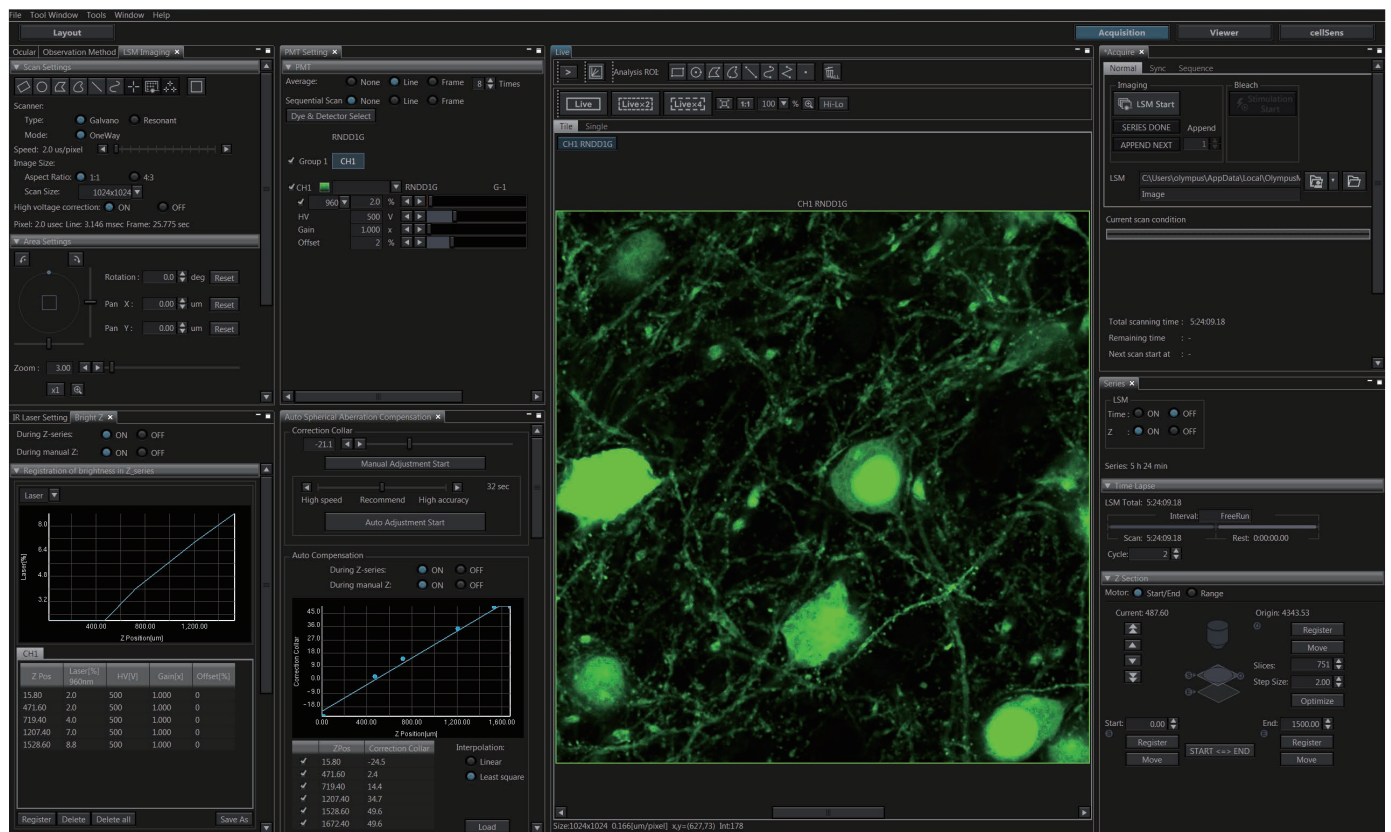 File Tool Window Tools Window Help
Layout
Acquisition Viewer cellSens
Ocular Observation Method LSM Imaging ×
▼ Scan Settings
Scanner:
Type: Galvano Resonant
Mode: OneWay
Speed: 2.0 us/pixel
Image Size:
Aspect Ratio: 1:1 4:3
Scan Size: 1024x1024
High voltage correction: ON OFF
Pixel: 2.0 usec Line: 3.146 msec Frame: 25.775 sec
▼ Area Settings
Rotation : 0.0 deg Reset
Pan X : 0.00 um Reset
Pan Y : 0.00 um Reset
Zoom : 3.00
x1
PMT Setting ×
▼ PMT
Average: None Line Frame 8 Times
Sequential Scan None Line Frame
Dye & Detector Select
RNDD1G
Group 1 CH1
CH1 RNDD1G G-1
960 2.0 %
HV 500 V
Gain 1.000 x
Offset 2 %
IR Laser Setting Bright Z ×
During Z-series: ON OFF
During manual Z: ON OFF
▼ Registration of brightness in Z_series
Laser
8.0
6.4
4.8
3.2
Laser[%]
400.00 800.00 1,200.00
Z Position[um]
CH1
Z Pos Laser[%] 960nm HV[V] Gain[x] Offset[%]
15.80 2.0 500 1.000 0
471.60 2.0 500 1.000 0
719.40 4.0 500 1.000 0
1207.40 7.0 500 1.000 0
1528.60 8.8 500 1.000 0
Register Delete Delete all Save As
Auto Spherical Aberration Compensation ×
Correction Collar
-21.1
Manual Adjustment Start
32 sec
High speed Recommend High accuracy
Auto Adjustment Start
Auto Compensation
During Z-series: ON OFF
During manual Z: ON OFF
45.0
36.0
27.0
18.0
9.0
0.0
-9.0
-18.0
Correction Collar
0.00 400.00 800.00 1,200.00 1,600.00
Z Position[um]
ZPos Correction Collar
15.80 -24.5
471.60 2.4
719.40 14.4
1207.40 34.7
1528.60 49.6
1672.40 49.6
Interpolation:
Linear
Least square
Load
Live
> Analysis ROI:
Live Live×2 Live×4 1:1 100 % Hi-Lo
Tile Single
CH1 RNDD1G
CH1 RNDD1G
Size:1024x1024 0.166[um/pixel] x,y=(627,73) Int:178
*Acquire ×
Normal Sync Sequence
Imaging Bleach
LSM Start Stimulation Start
SERIES DONE Append
APPEND NEXT 1
LSM C:\Users\olympus\AppData\Local\Olympus
Image
Current scan condition
Total scanning time : 5:24:09.18
Remaining time : -
Next scan start at : -
Series ×
LSM
Time : ON OFF
Z : ON OFF
Series: 5 h 24 min
▼ Time Lapse
LSM Total: 5:24:09.18
Interval: FreeRun
Scan: 5:24:09.18 Rest: 0:00:00.00
Cycle: 2
▼ Z Section
Motor: Start/End Range
Current: 487.60 Origin: 4343.53
Register
Move
Slices: 751
Step Size: 2.00
Optimize
Start: 0.00 End: 1500.00
Register START <=> END Register
Move Move